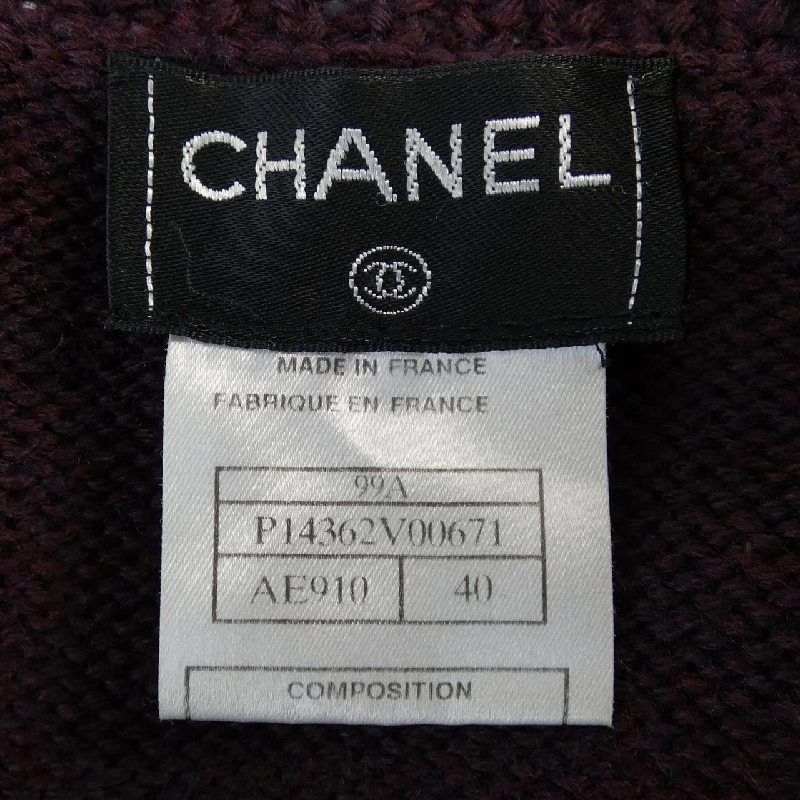 CHANEL
MADE IN FRANCE
FABRIQUE EN FRANCE
99A
P14362V00671
AE910 40
COMPOSITION